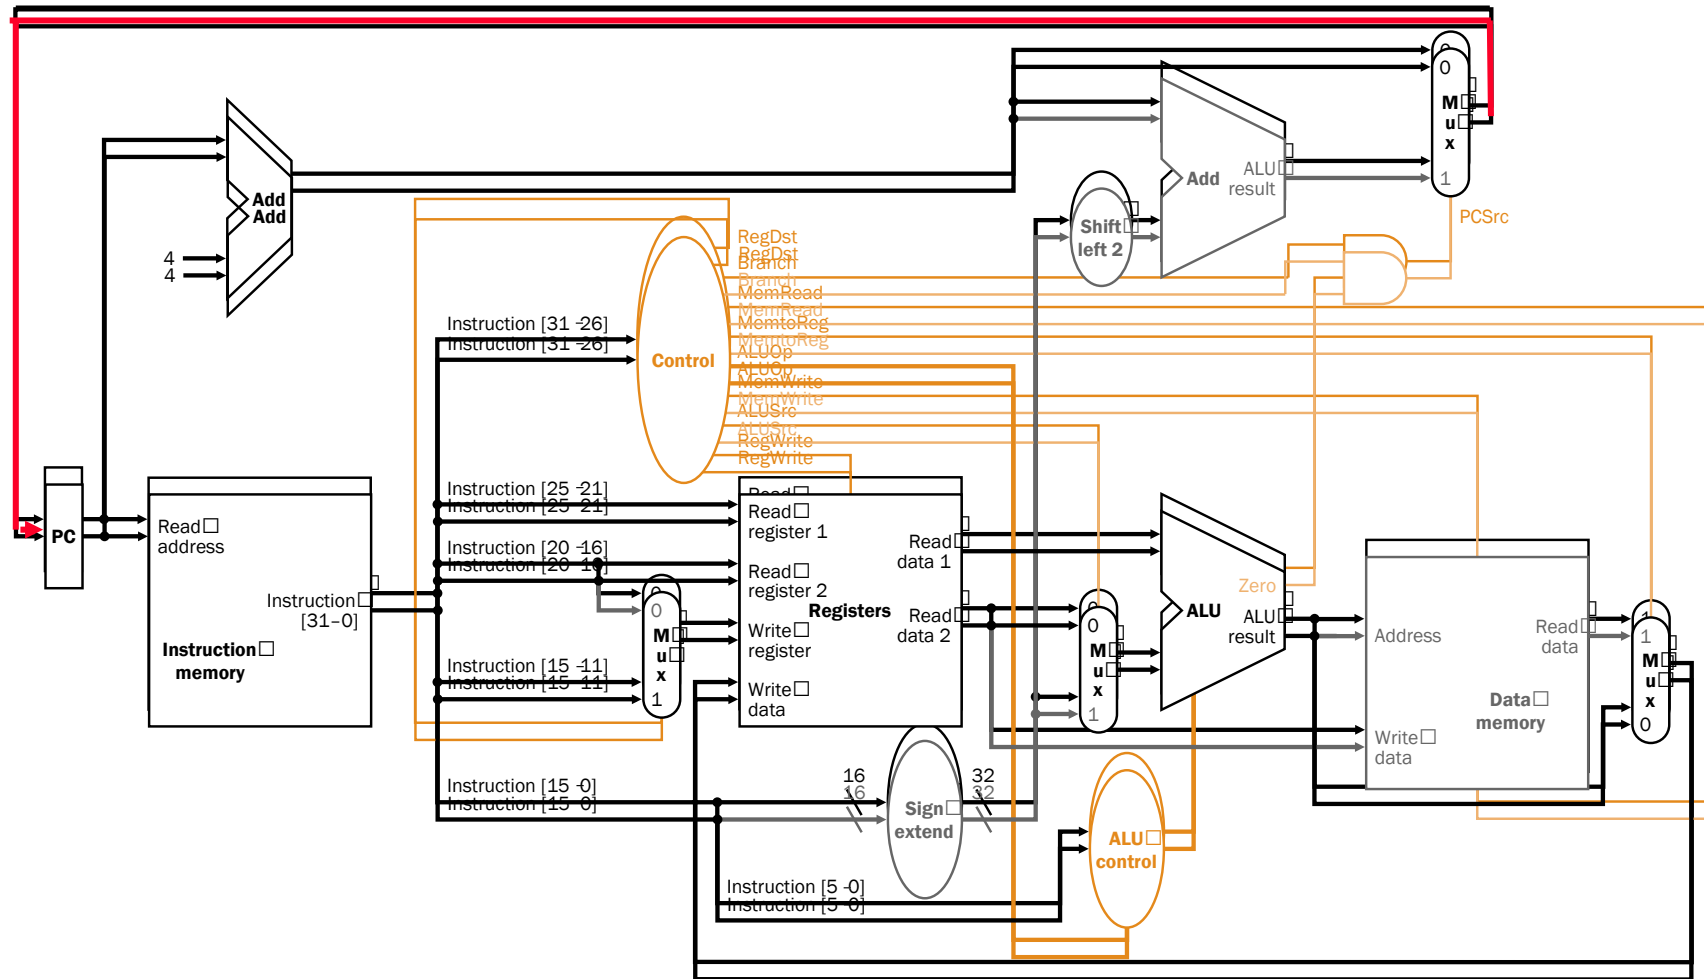 0
M
u
x
1
Add
ALU
result
Add
Add
Shift
left 2
PCSrc
4
4
RegDst
RegDst
Branch
Branch
MemRead
MemRead
MemtoReg
MemtoReg
ALUOp
ALUOp
MemWrite
MemWrite
ALUSrc
ALUSrc
RegWrite
RegWrite
Control
Instruction [31 -26]
Instruction [31 -26]
Instruction [25 -21]
Instruction [25 -21]
Instruction [20 -16]
Instruction [20 -16]
Instruction [15 -11]
Instruction [15 -11]
Instruction [15 -0]
Instruction [15 -0]
Instruction [5 -0]
Instruction [5 -0]
PC
Read
address
Instruction
[31-0]
Instruction
memory
0
M
u
x
1
Read
Read
register 1
Read
register 2
Registers
Write
register
Write
data
Read
data 1
Read
data 2
16
16
32
32
Sign
extend
0
M
u
x
1
Zero
ALU
ALU
result
ALU
control
Address
Read
data
Data
memory
Write
data
1
1
M
u
x
0